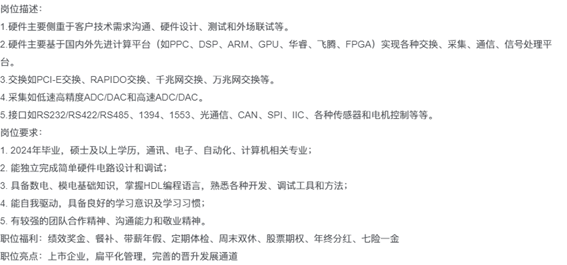 岗位描述：
1.硬件主要侧重于客户技术需求沟通、硬件设计、测试和外场联试等。
2.硬件主要基于国内外先进计算平台（如PPC、DSP、ARM、GPU、华睿、飞腾、FPGA）实现各种交换、采集、通信、信号处理平
台。
3.交换如PCI-E交换、RAPIDO交换、千兆网交换、万兆网交换等。
4.采集如低速高精度ADC/DAC和高速ADC/DAC。
5.接口如RS232/RS422/RS485、1394、1553、光通信、CAN、SPI、IIC、各种传感器和电机控制等等。
岗位要求：
1. 2024年毕业，硕士及以上学历，通讯、电子、自动化、计算机相关专业；
2. 能独立完成简单硬件电路设计和调试；
3. 具备数电、模电基础知识，掌握HDL编程语言，熟悉各种开发、调试工具和方法；
4. 能自我驱动，具备良好的学习意识及学习习惯；
5. 有较强的团队合作精神、沟通能力和敬业精神。
职位福利：绩效奖金、餐补、带薪年假、定期体检、周末双休、股票期权、年终分红、七险一金
职位亮点：上市企业，扁平化管理，完善的晋升发展通道